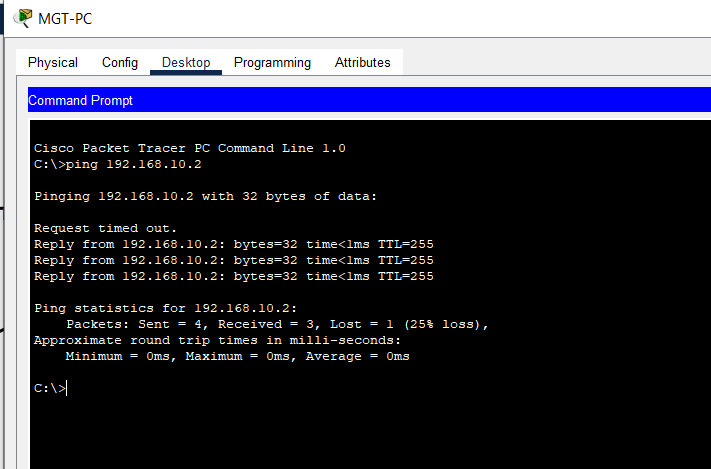 MGT-PC
Physical Config Desktop Programming Attributes
Command Prompt
Cisco Packet Tracer PC Command Line 1.0
C:\>ping 192.168.10.2
Pinging 192.168.10.2 with 32 bytes of data:
Request timed out.
Reply from 192.168.10.2: bytes=32 time<1ms TTL=255
Reply from 192.168.10.2: bytes=32 time<1ms TTL=255
Reply from 192.168.10.2: bytes=32 time<1ms TTL=255
Ping statistics for 192.168.10.2:
Packets: Sent = 4, Received = 3, Lost = 1 (25% loss),
Approximate round trip times in milli-seconds:
Minimum = 0ms, Maximum = 0ms, Average = 0ms
C:\>